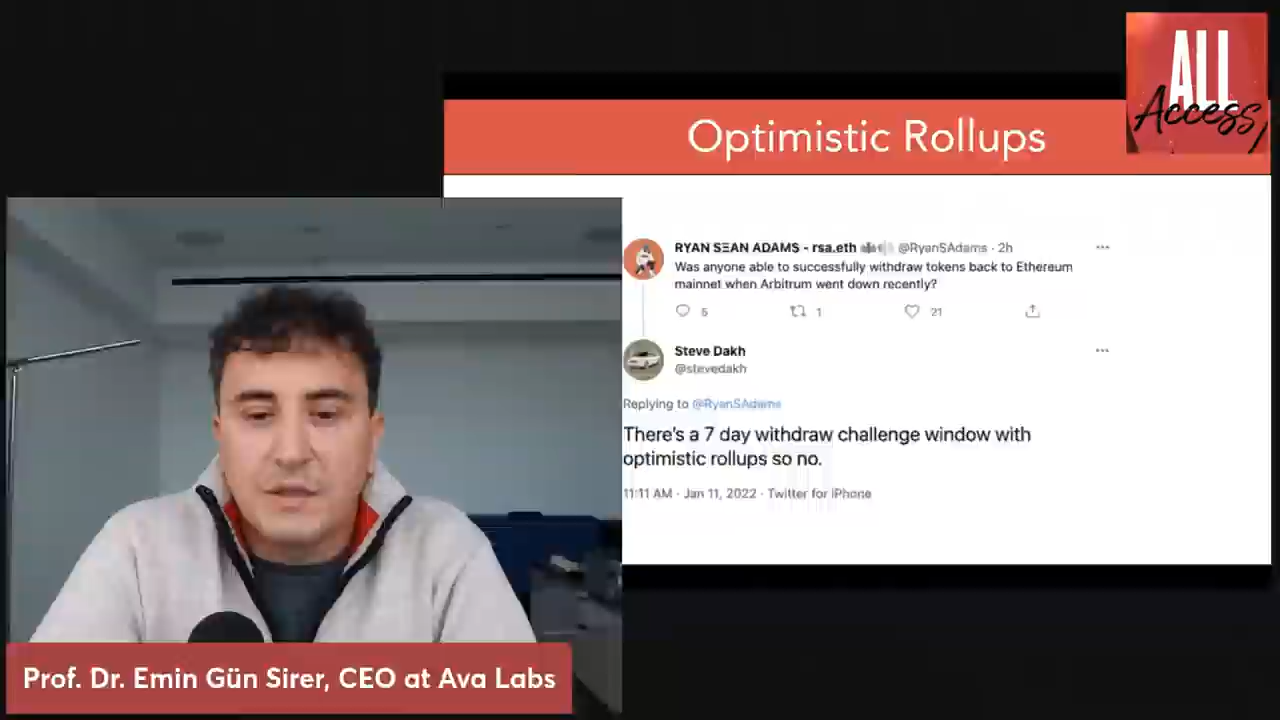 ALL
Access
Optimistic Rollups
RYAN SΞAN ADAMS - rsa.eth @RyanSAdams · 2h
Was anyone able to successfully withdraw tokens back to Ethereum
mainnet when Arbitrum went down recently?
5 1 21
Steve Dakh
@stevedakh
Replying to @RyanSAdams
There's a 7 day withdraw challenge window with
optimistic rollups so no.
11:11 AM · Jan 11, 2022 · Twitter for iPhone
Prof. Dr. Emin Gün Sirer, CEO at Ava Labs